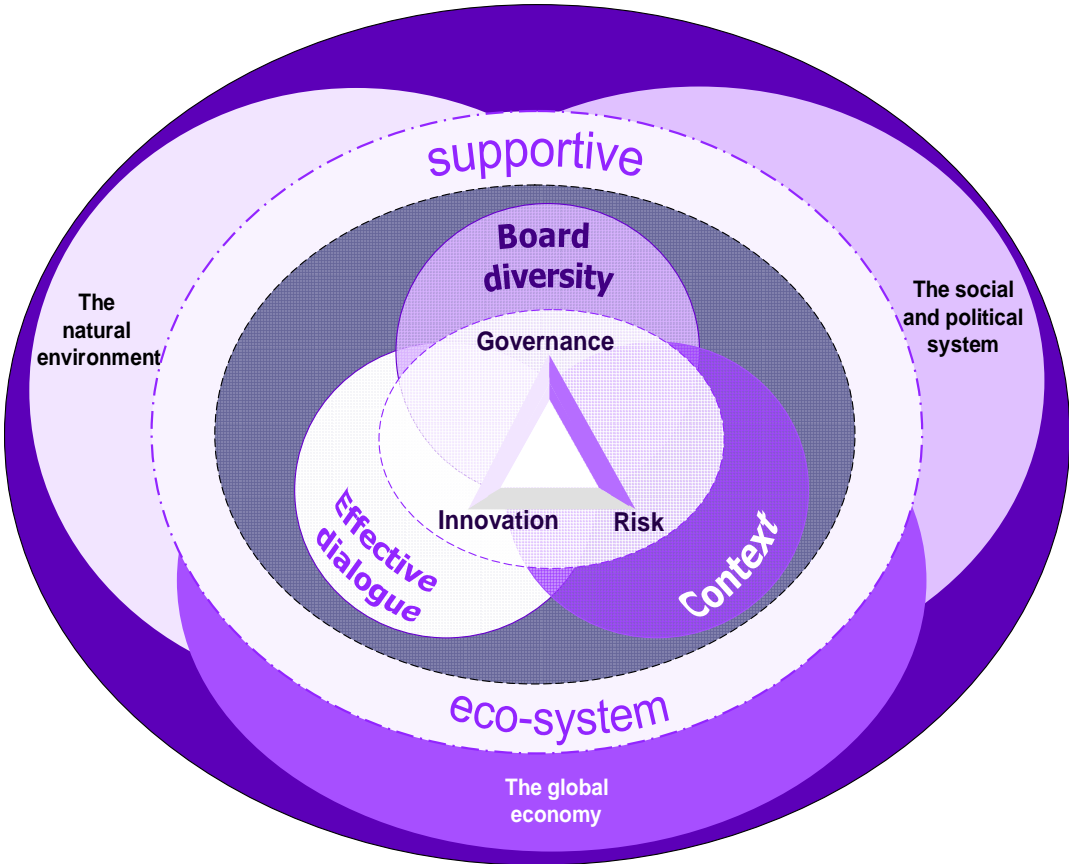 supportive
Board
diversity
The
natural
environment
The social
and political
system
Governance
Innovation
Risk
Effective
dialogue
Context
eco-system
The global
economy